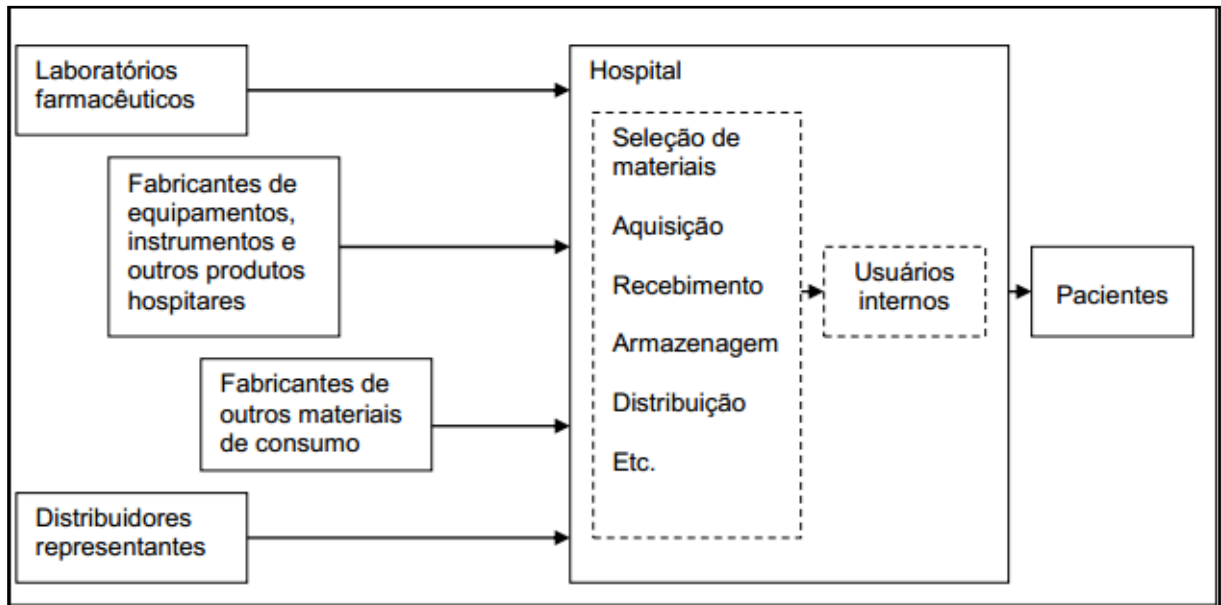 Laboratórios
farmacêuticos
Fabricantes de
equipamentos,
instrumentos e
outros produtos
hospitares
Fabricantes de
outros materiais
de consumo
Distribuidores
representantes
Hospital
Seleção de
materiais
Aquisição
Recebimento
Armazenagem
Distribuição
Etc.
Usuários
internos
Pacientes